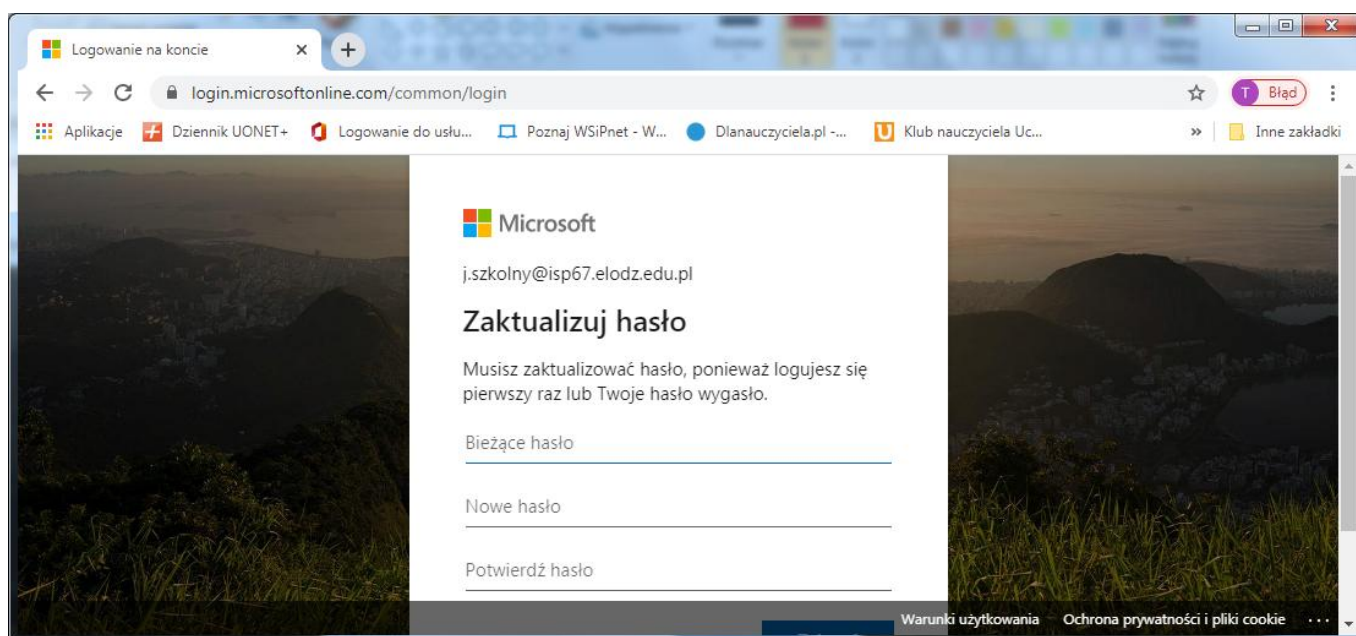 Logowanie na koncie
login.microsoftonline.com/common/login
T Błąd
Aplikacje Dziennik UONET+ Logowanie do usłu... Poznaj WSiPnet - W... Dlanauczyciela.pl -... Klub nauczyciela Uc... » Inne zakładki
Microsoft
j.szkolny@isp67.elodz.edu.pl
Zaktualizuj hasło
Musisz zaktualizować hasło, ponieważ logujesz się
pierwszy raz lub Twoje hasło wygasło.
Bieżące hasło
Nowe hasło
Potwierdź hasło
Warunki użytkowania Ochrona prywatności i pliki cookie ...